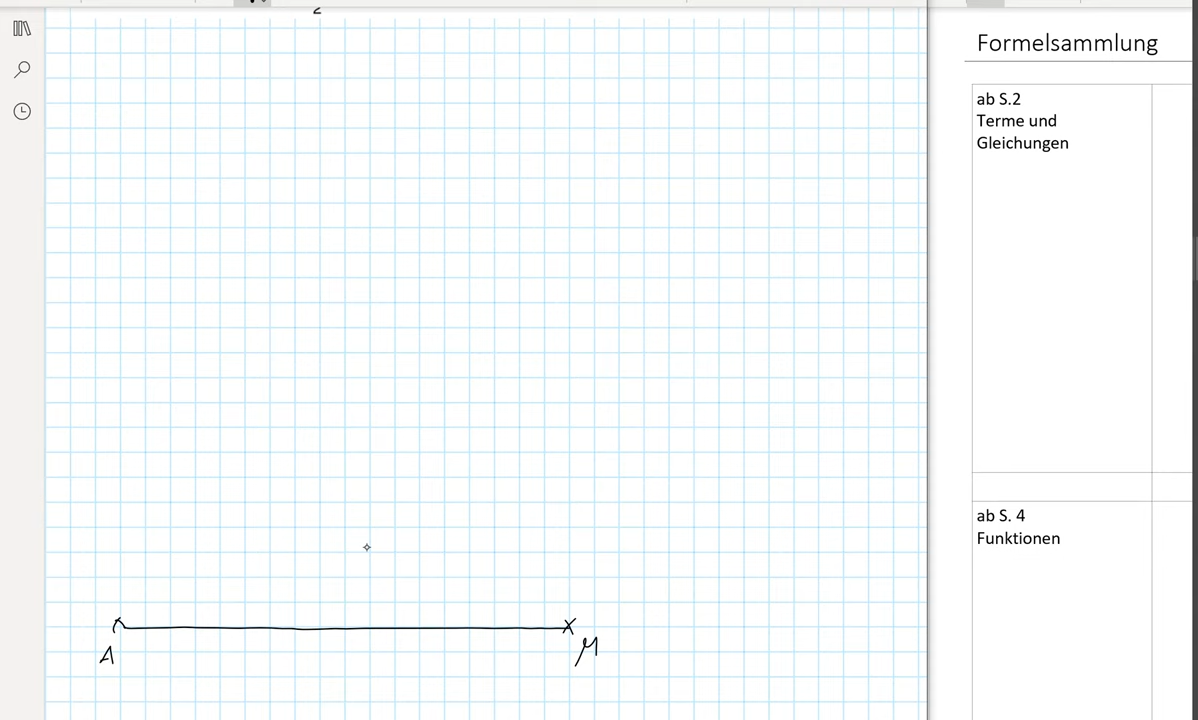 Formelsammlung
ab S.2
Terme und
Gleichungen
ab S. 4
Funktionen
A
M